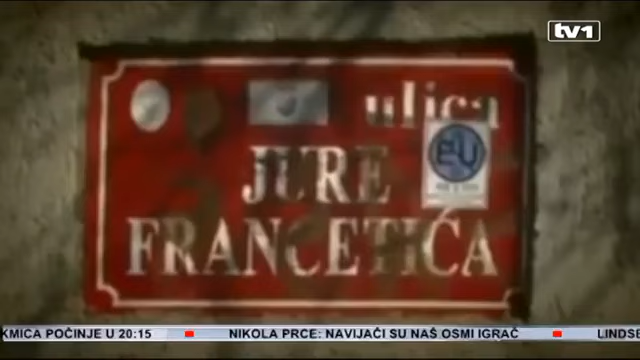 tv1
ulica
EU
JURE
FRANCETIĆA
KMICA POČINJE U 20:15 NIKOLA PRCE: NAVIJAČI SU NAŠ OSMI IGRAČ LINDSE